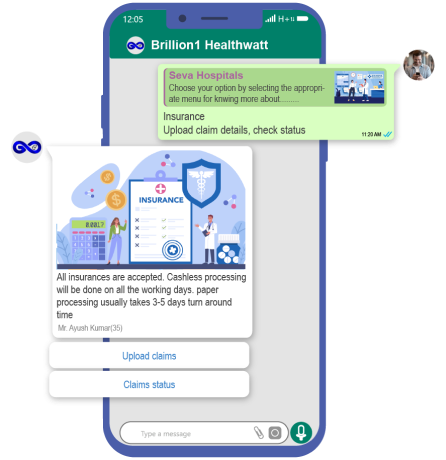 12:05
H+
Brillion1 Healthwatt
Seva Hospitals
Choose your option by selecting the appropri-
ate menu for knwing more about.........
Insurance
Upload claim details, check status
11:20 AM
INSURANCE
All insurances are accepted. Cashless processing
will be done on all the working days. paper
processing usually takes 3-5 days turn around
time
Mr. Ayush Kumar(35)
Upload claims
Claims status
Type a message